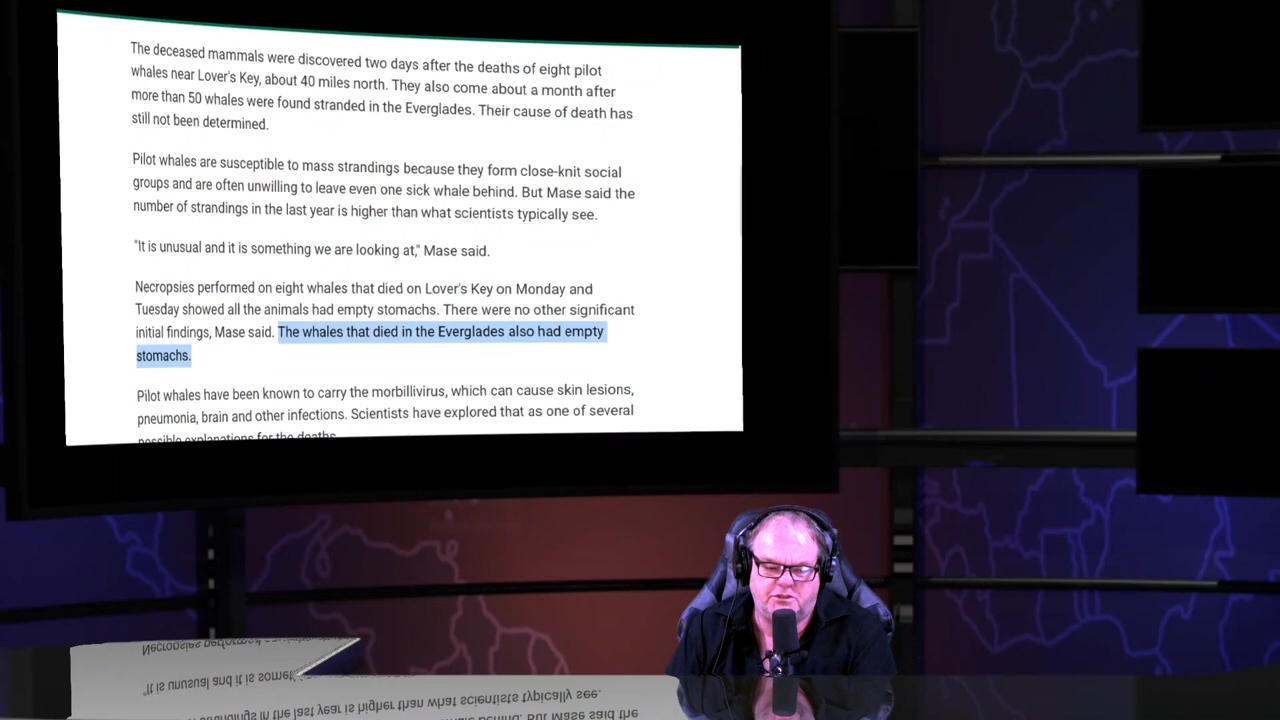 The deceased mammals were discovered two days after the deaths of eight pilot
whales near Lover's Key, about 40 miles north. They also come about a month after
more than 50 whales were found stranded in the Everglades. Their cause of death has
still not been determined.
Pilot whales are susceptible to mass strandings because they form close-knit social
groups and are often unwilling to leave even one sick whale behind. But Mase said the
number of strandings in the last year is higher than what scientists typically see.
"It is unusual and it is something we are looking at," Mase said.
Necropsies performed on eight whales that died on Lover's Key on Monday and
Tuesday showed all the animals had empty stomachs. There were no other significant
initial findings, Mase said. The whales that died in the Everglades also had empty
stomachs.
Pilot whales have been known to carry the morbillivirus, which can cause skin lesions,
pneumonia, brain and other infections. Scientists have explored that as one of several
possible explanations for the deaths.